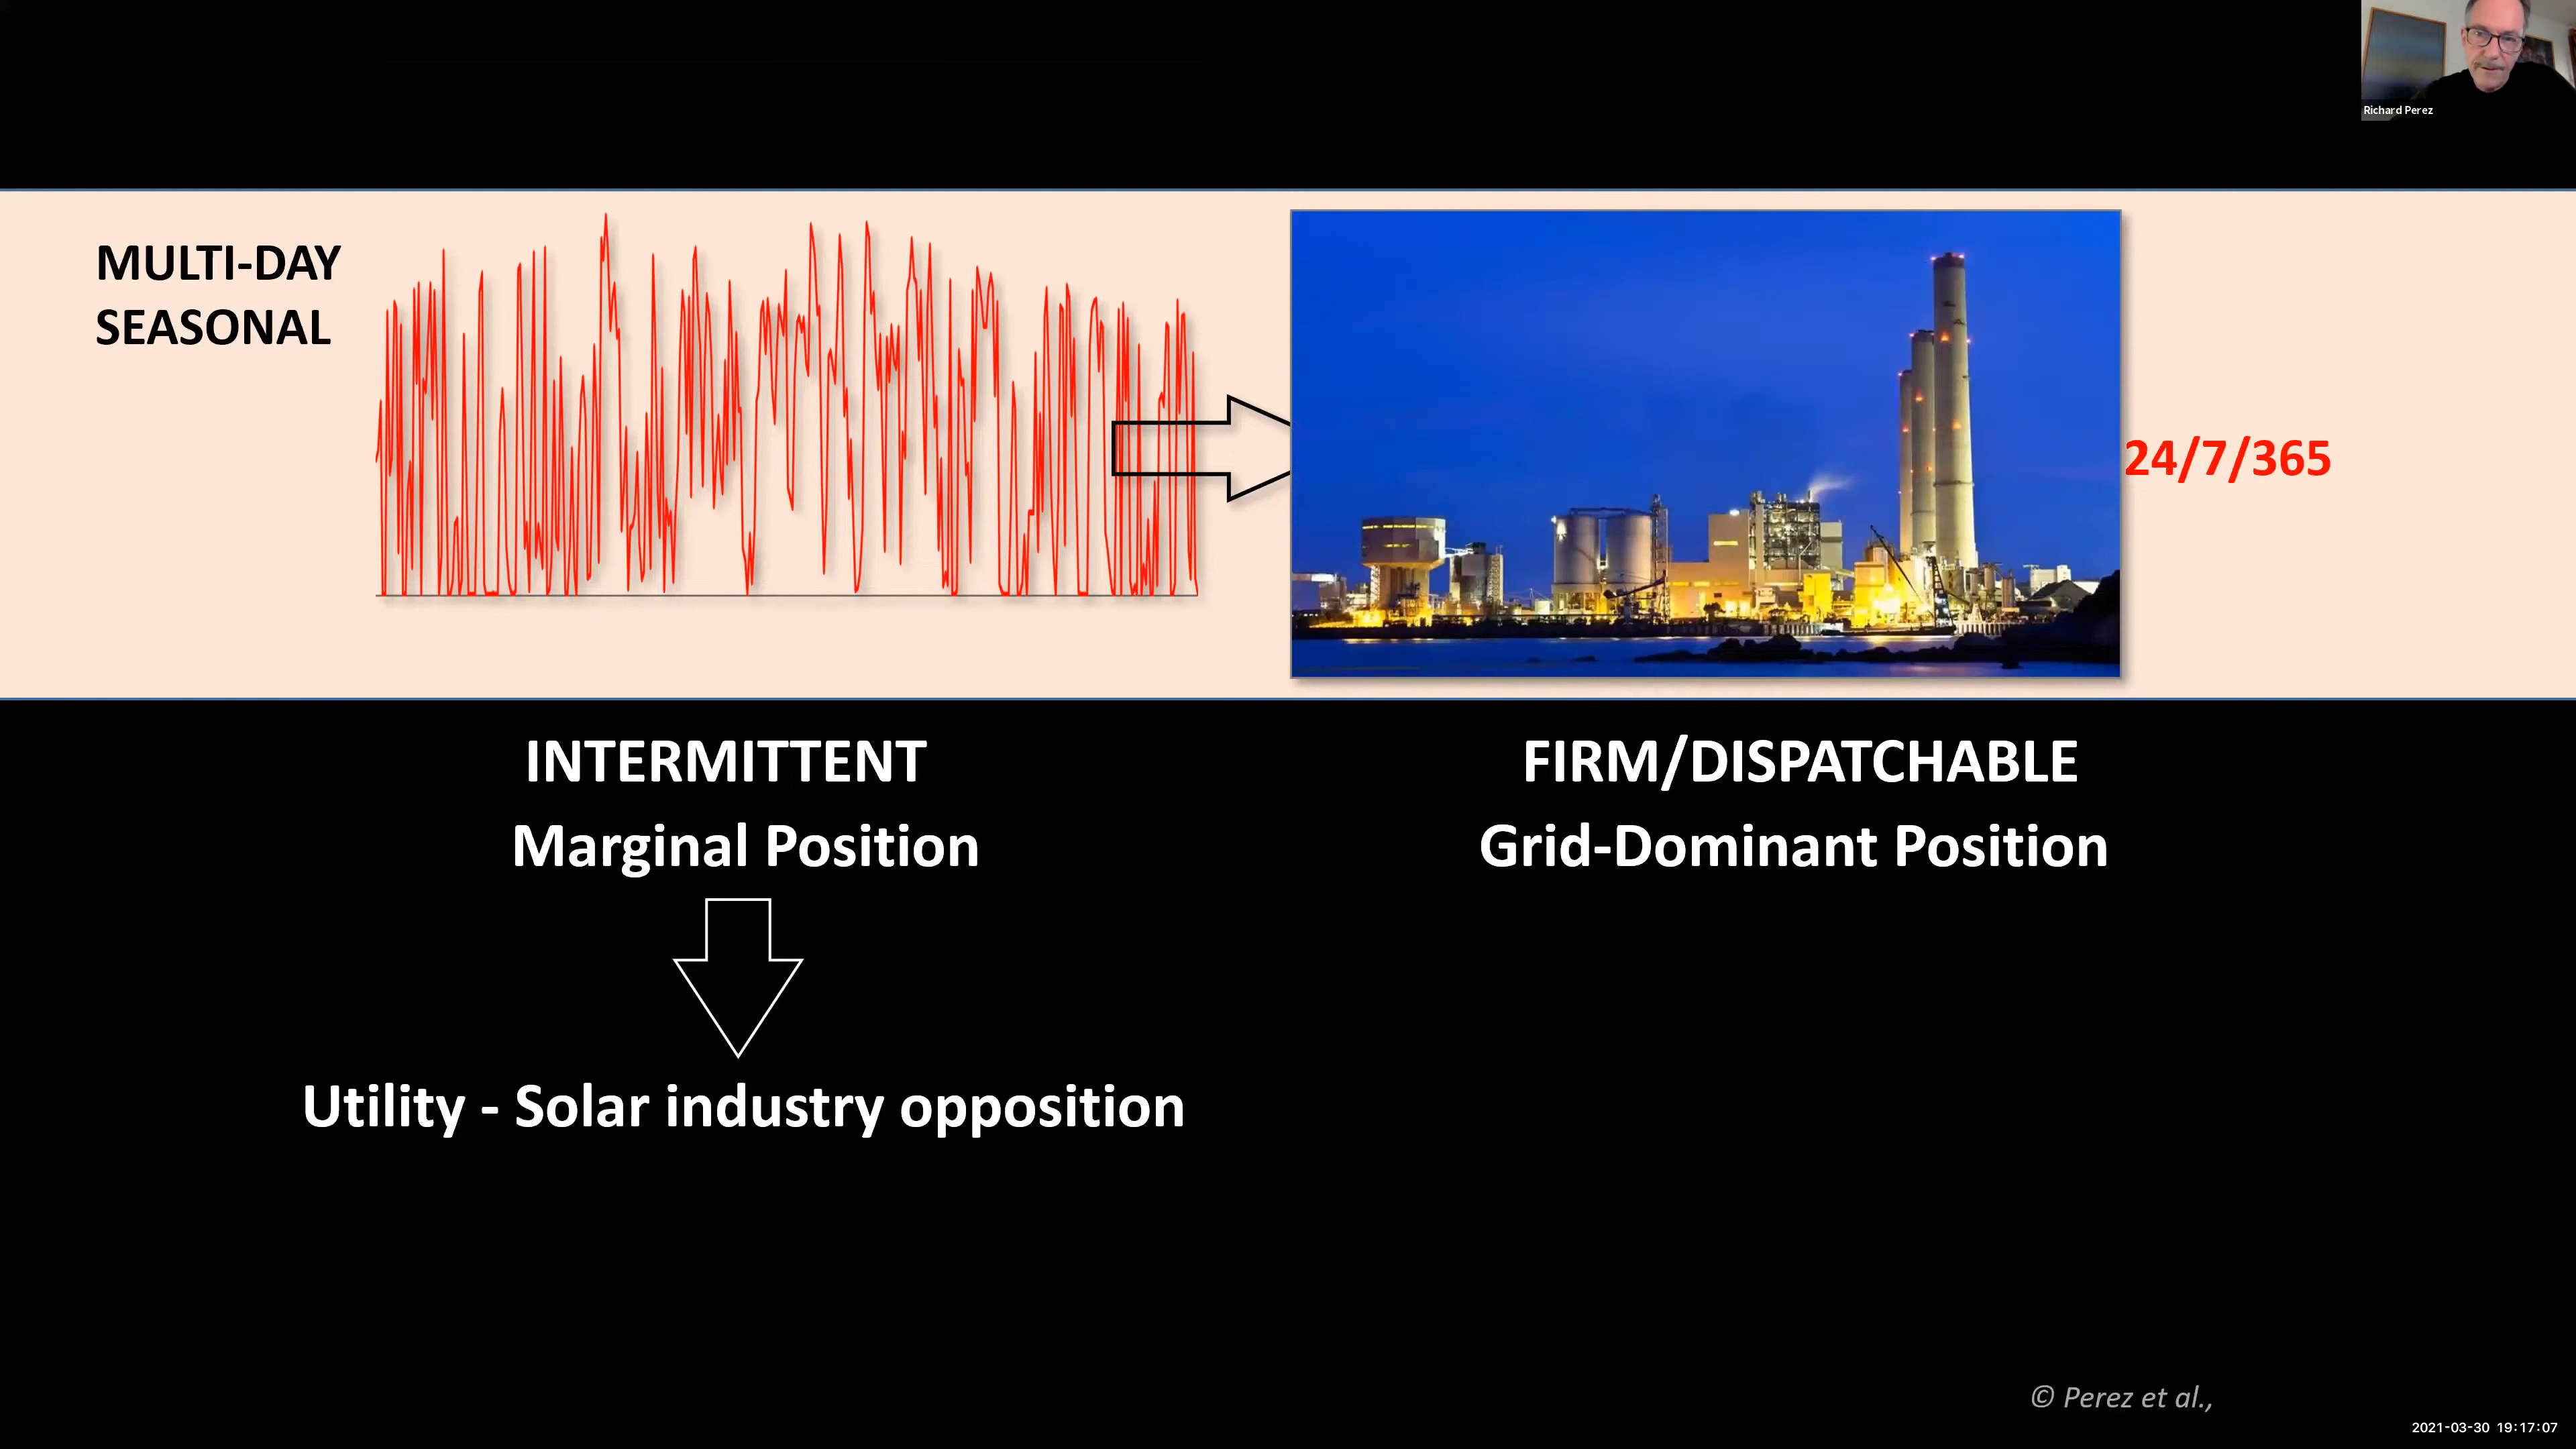 Richard Perez
MULTI-DAY
SEASONAL
24/7/365
INTERMITTENT
Marginal Position
FIRM/DISPATCHABLE
Grid-Dominant Position
Utility - Solar industry opposition
© Perez et al.,
2021-03-30 19:17:07